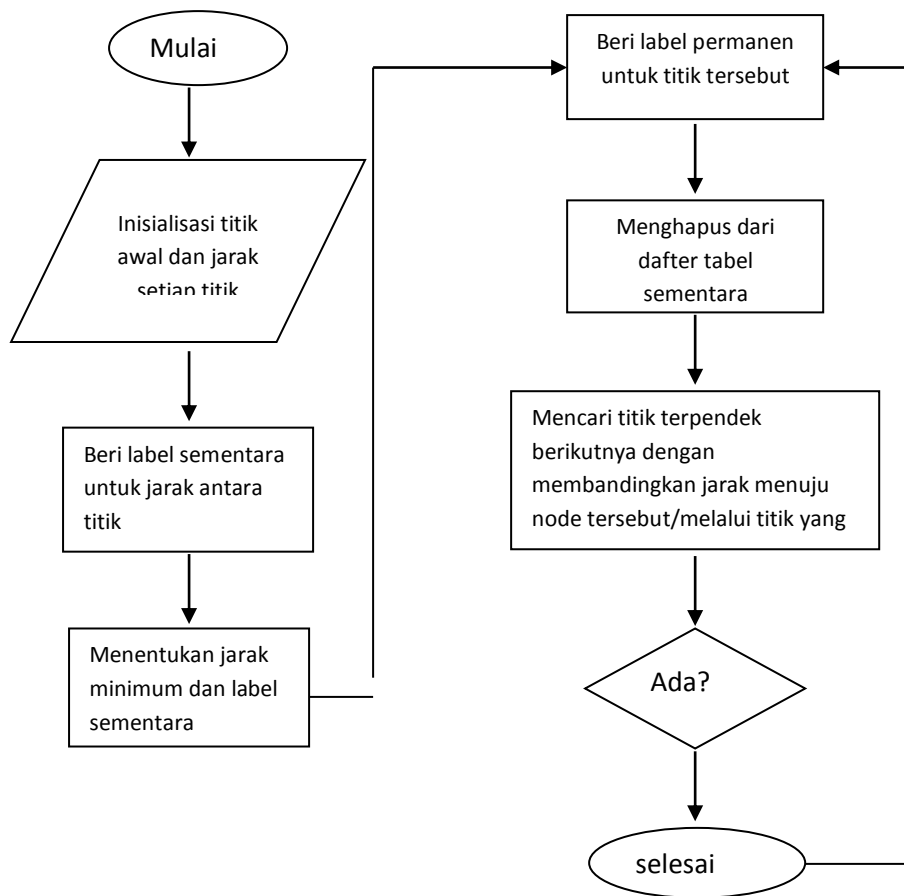 Mulai
Inisialisasi titik
awal dan jarak
setiap titik
Beri label sementara
untuk jarak antara
titik
Menentukan jarak
minimum dan label
sementara
Beri label permanen
untuk titik tersebut
Menghapus dari
dafter tabel
sementara
Mencari titik terpendek
berikutnya dengan
membandingkan jarak menuju
node tersebut/melalui titik yang
Ada?
selesai